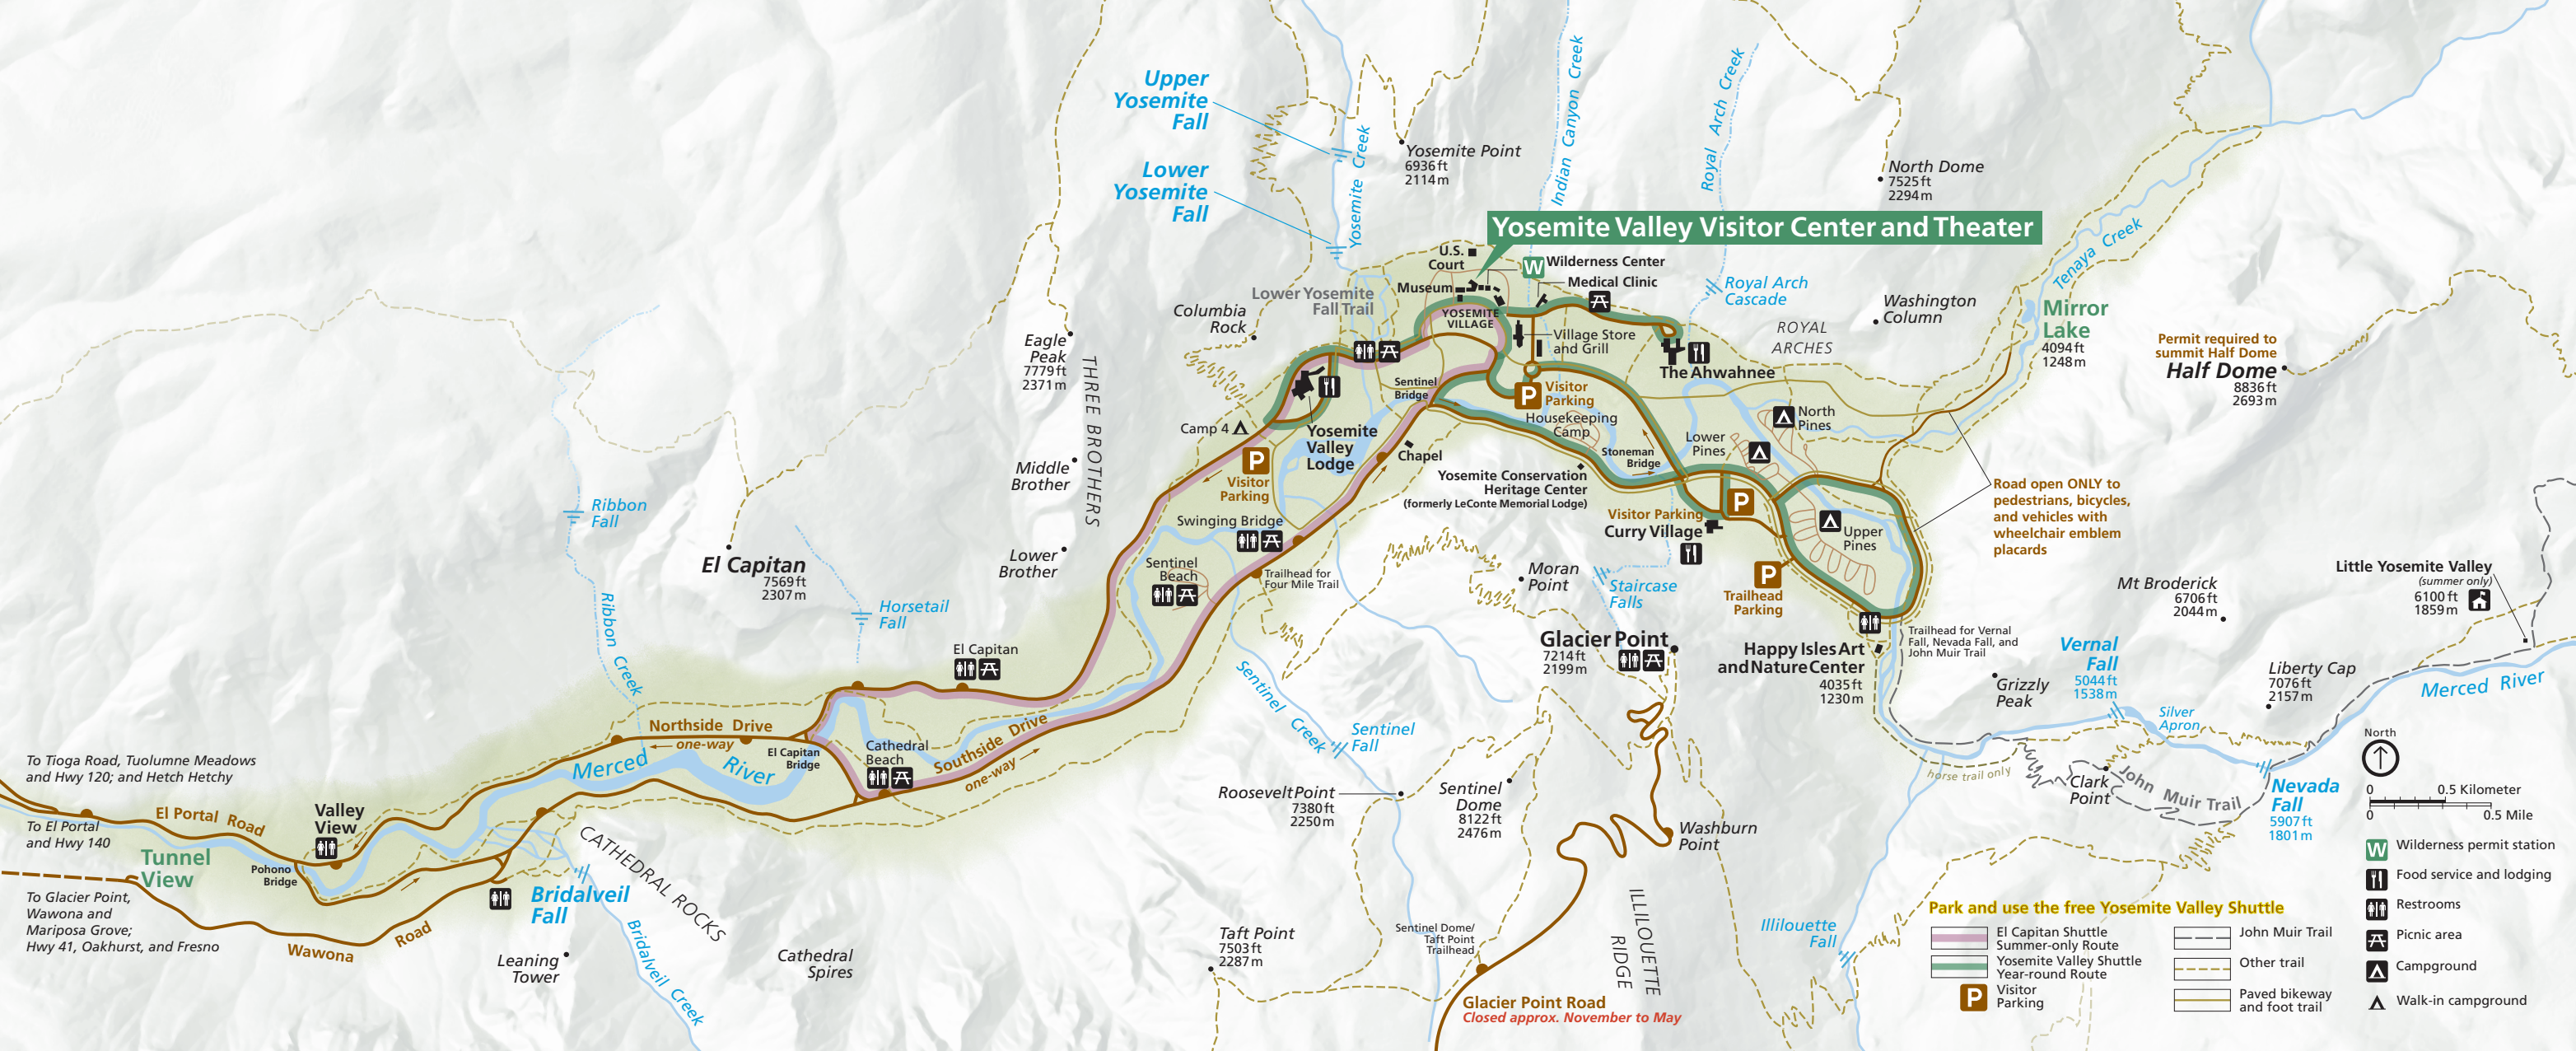 Upper
Yosemite
Fall
Lower
Yosemite
Fall
Yosemite Creek
Yosemite Point
6936 ft
2114 m
Indian Canyon Creek
Royal Arch Creek
North Dome
7525 ft
2294 m
Yosemite Valley Visitor Center and Theater
U.S.
Court
W
Wilderness Center
Medical Clinic
Museum
YOSEMITE
VILLAGE
Village Store
and Grill
Royal Arch
Cascade
Washington
Column
ROYAL
ARCHES
The Ahwahnee
Tenaya Creek
Mirror
Lake
4094 ft
1248 m
Permit required to
summit Half Dome
Half Dome
8836 ft
2693 m
Lower Yosemite
Fall Trail
Columbia
Rock
Eagle
Peak
7779 ft
2371 m
THREE BROTHERS
Middle
Brother
Lower
Brother
Camp 4
P
Visitor
Parking
Yosemite
Valley
Lodge
Sentinel
Bridge
Chapel
P
Visitor
Parking
Housekeeping
Camp
Stoneman
Bridge
Lower
Pines
North
Pines
Yosemite Conservation
Heritage Center
(formerly LeConte Memorial Lodge)
Visitor Parking
P
Curry Village
Upper
Pines
Road open ONLY to
pedestrians, bicycles,
and vehicles with
wheelchair emblem
placards
P
Trailhead
Parking
Swinging Bridge
Sentinel
Beach
Trailhead for
Four Mile Trail
Moran
Point
Staircase
Falls
Glacier Point
7214 ft
2199 m
Happy Isles Art
and Nature Center
4035 ft
1230 m
Trailhead for Vernal
Fall, Nevada Fall, and
John Muir Trail
Grizzly
Peak
Mt Broderick
6706 ft
2044 m
Vernal
Fall
5044 ft
1538 m
Silver
Apron
Little Yosemite Valley
(summer only)
6100 ft
1859 m
Liberty Cap
7076 ft
2157 m
Merced River
Clark
Point
John Muir Trail
horse trail only
Nevada
Fall
5907 ft
1801 m
Ribbon
Fall
Ribbon Creek
El Capitan
7569 ft
2307 m
Horsetail
Fall
El Capitan
Northside Drive
one-way
El Capitan
Bridge
Cathedral
Beach
Southside Drive
one-way
Merced River
To Tioga Road, Tuolumne Meadows
and Hwy 120; and Hetch Hetchy
El Portal Road
To El Portal
and Hwy 140
Tunnel
View
Valley
View
Pohono
Bridge
To Glacier Point,
Wawona and
Mariposa Grove;
Hwy 41, Oakhurst, and Fresno
Wawona Road
Bridalveil
Fall
Bridalveil Creek
CATHEDRAL ROCKS
Leaning
Tower
Cathedral
Spires
Sentinel Creek
Sentinel
Fall
Roosevelt Point
7380 ft
2250 m
Sentinel
Dome
8122 ft
2476 m
Washburn
Point
Taft Point
7503 ft
2287 m
Sentinel Dome/
Taft Point
Trailhead
ILLILOUETTE
RIDGE
Illilouette
Fall
Glacier Point Road
Closed approx. November to May
North
0 0.5 Kilometer
0 0.5 Mile
Park and use the free Yosemite Valley Shuttle
El Capitan Shuttle
Summer-only Route
Yosemite Valley Shuttle
Year-round Route
P
Visitor
Parking
John Muir Trail
Other trail
Paved bikeway
and foot trail
W
Wilderness permit station
Food service and lodging
Restrooms
Picnic area
Campground
Walk-in campground